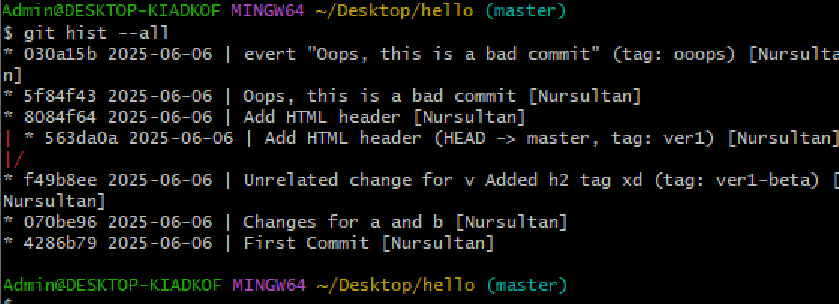 Admin@DESKTOP-KIADKOF MINGW64 ~/Desktop/hello (master)
$ git hist --all
* 030a15b 2025-06-06 | evert "Oops, this is a bad commit" (tag: ooops) [Nursulta
n]
* 5f84f43 2025-06-06 | Oops, this is a bad commit [Nursultan]
* 8084f64 2025-06-06 | Add HTML header [Nursultan]
| * 563da0a 2025-06-06 | Add HTML header (HEAD -> master, tag: ver1) [Nursultan]
|/
* f49b8ee 2025-06-06 | Unrelated change for v Added h2 tag xd (tag: ver1-beta) [
Nursultan]
* 070be96 2025-06-06 | Changes for a and b [Nursultan]
* 4286b79 2025-06-06 | First Commit [Nursultan]
Admin@DESKTOP-KIADKOF MINGW64 ~/Desktop/hello (master)